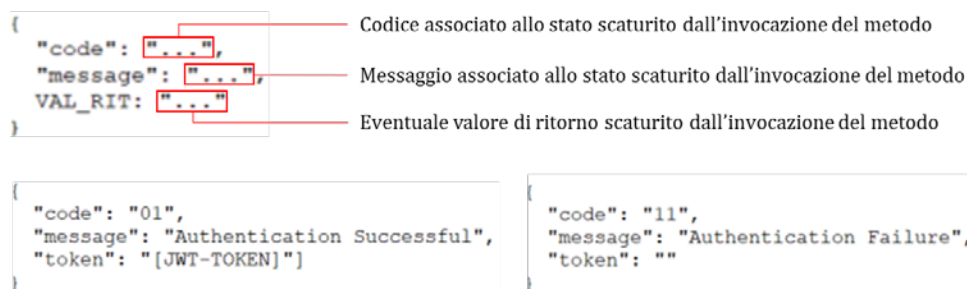 {
"code": "...",
"message": "...",
VAL_RIT: "..."
}
Codice associato allo stato scaturito dall'invocazione del metodo
Messaggio associato allo stato scaturito dall'invocazione del metodo
Eventuale valore di ritorno scaturito dall'invocazione del metodo
{
"code": "01",
"message": "Authentication Successful",
"token": "[JWT-TOKEN]"]
}
{
"code": "11",
"message": "Authentication Failure",
"token": ""
}